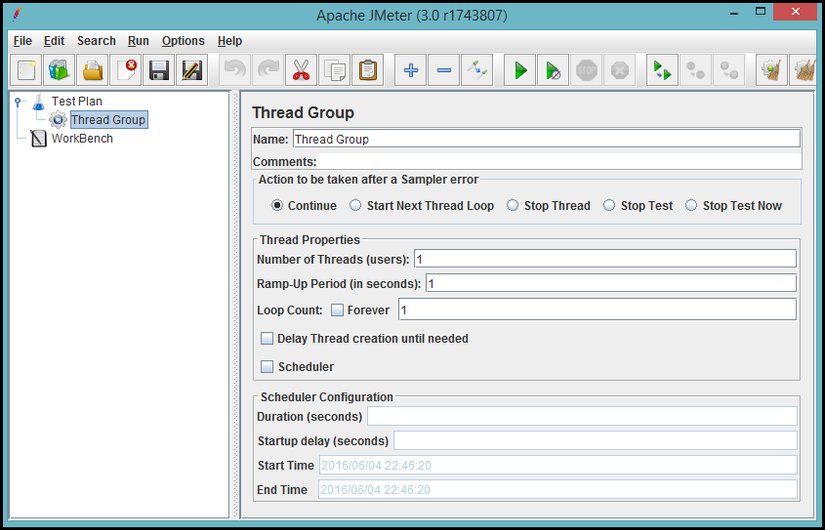 Apache JMeter (3.0 r1743807)
File Edit Search Run Options Help
STOP
Test Plan
Thread Group
WorkBench
Thread Group
Name: Thread Group
Comments:
Action to be taken after a Sampler error
Continue Start Next Thread Loop Stop Thread Stop Test Stop Test Now
Thread Properties
Number of Threads (users): 1
Ramp-Up Period (in seconds): 1
Loop Count: Forever 1
Delay Thread creation until needed
Scheduler
Scheduler Configuration
Duration (seconds)
Startup delay (seconds)
Start Time 2016/06/04 22:46:20
End Time 2016/06/04 22:46:20